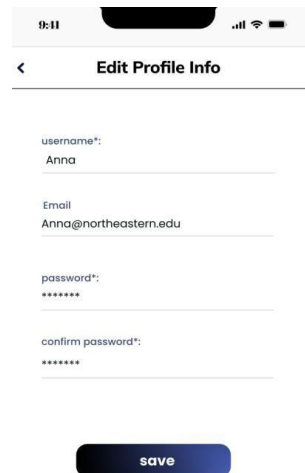 9:41
Edit Profile Info
username*:
Anna
Email
Anna@northeastern.edu
password*:
*******
confirm password*:
*******
save